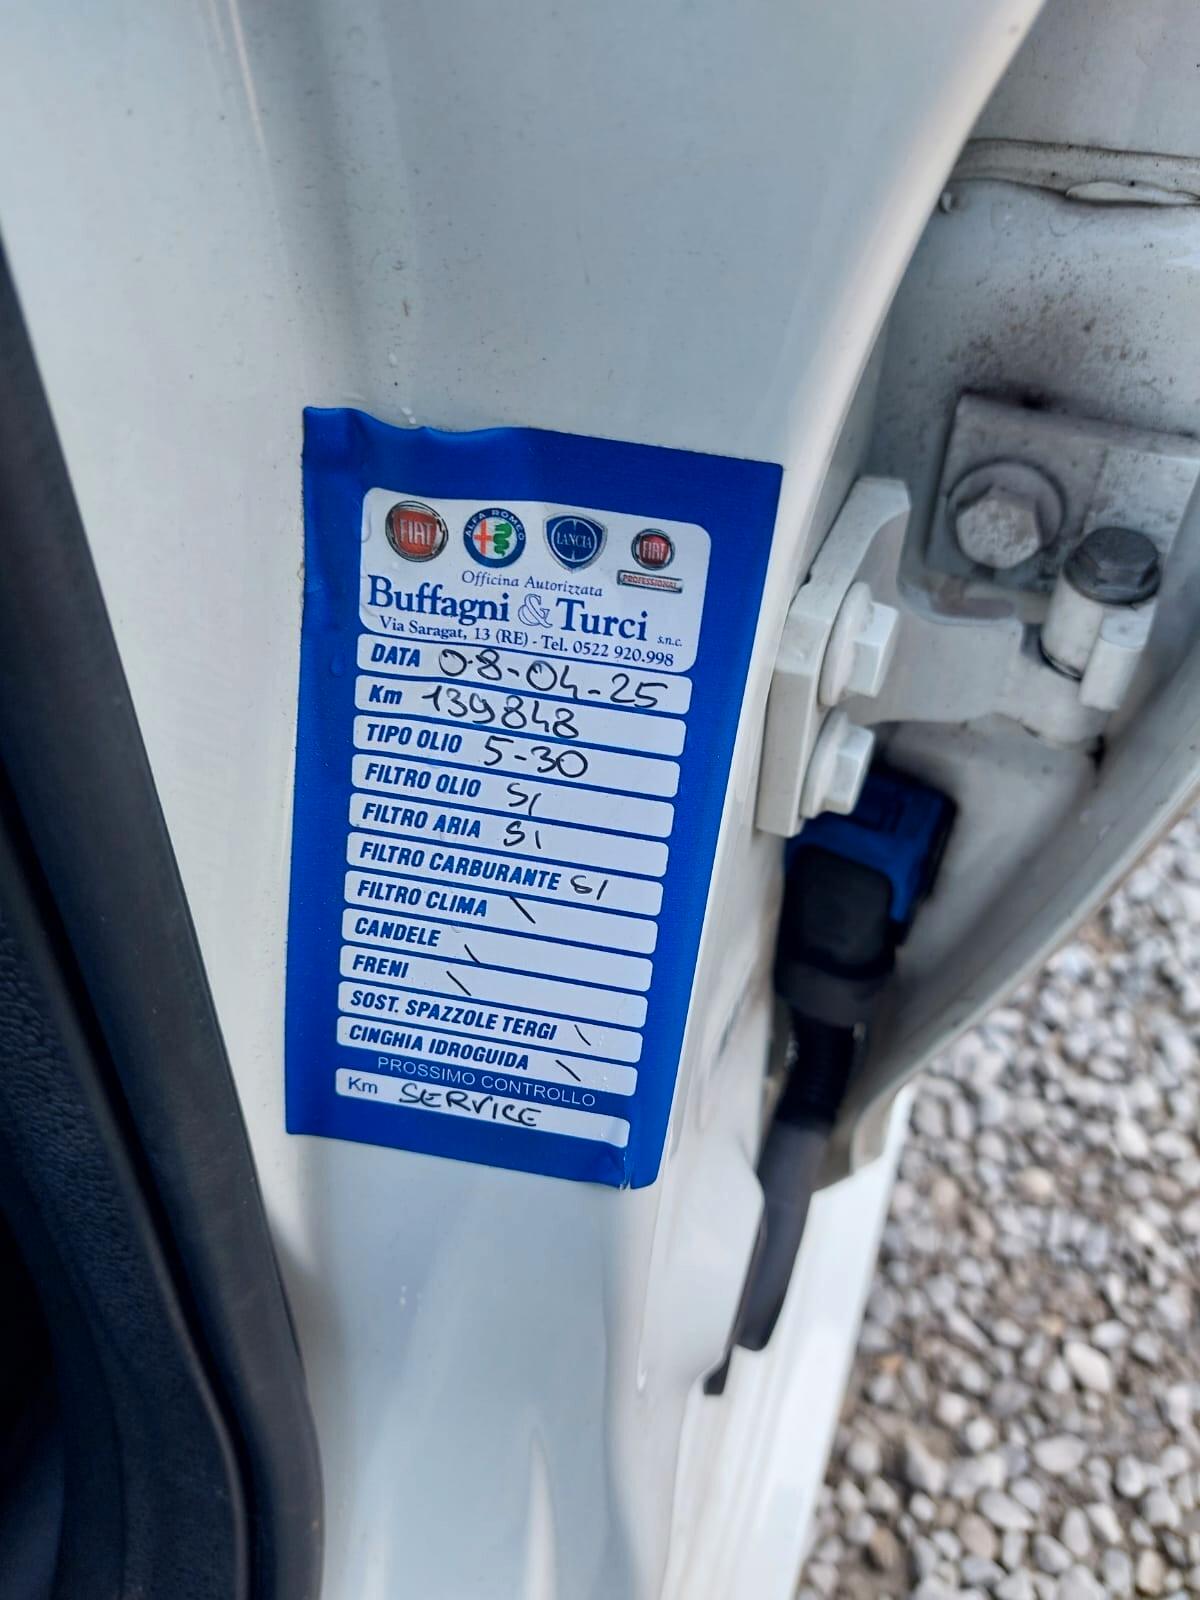 FIAT ALFA ROMEO LANCIA FIAT
PROFESSIONAL
Officina Autorizzata
Buffagni & Turci s.n.c.
Via Saragat, 13 (RE) - Tel. 0522 920.998
DATA 08-04-25
Km 139848
TIPO OLIO 5-30
FILTRO OLIO SI
FILTRO ARIA SI
FILTRO CARBURANTE SI
FILTRO CLIMA \
CANDELE \
FRENI \
SOST. SPAZZOLE TERGI \
CINGHIA IDROGUIDA \
PROSSIMO CONTROLLO
Km SERVICE